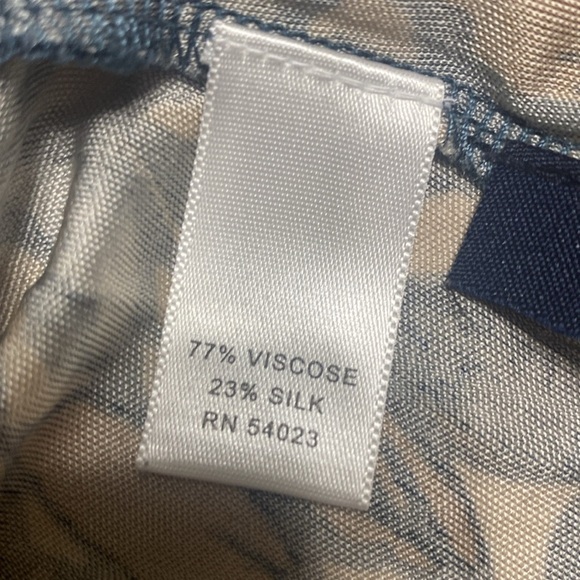 77% VISCOSE
23% SILK
RN 54023